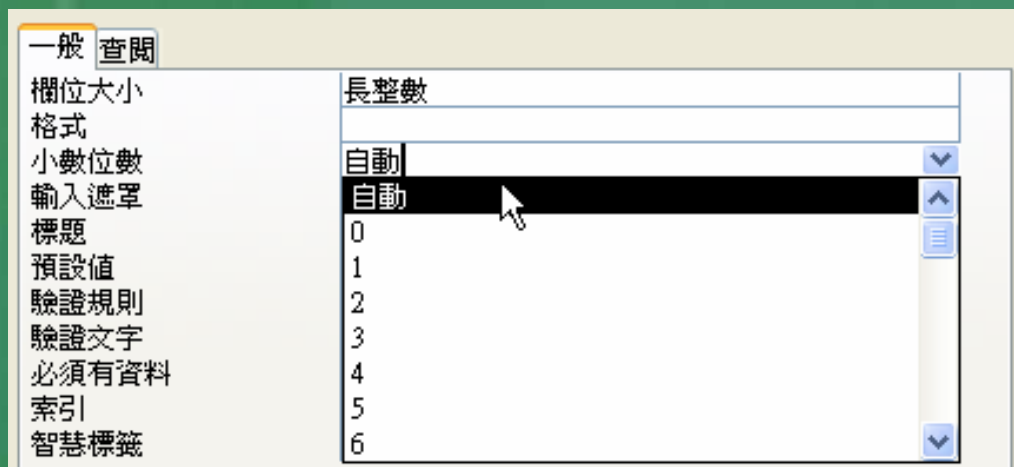 一般 查閱
欄位大小 長整數
格式
小數位數 自動
輸入遮罩 自動
標題 0
預設值 1
驗證規則 2
驗證文字 3
必須有資料 4
索引 5
智慧標籤 6